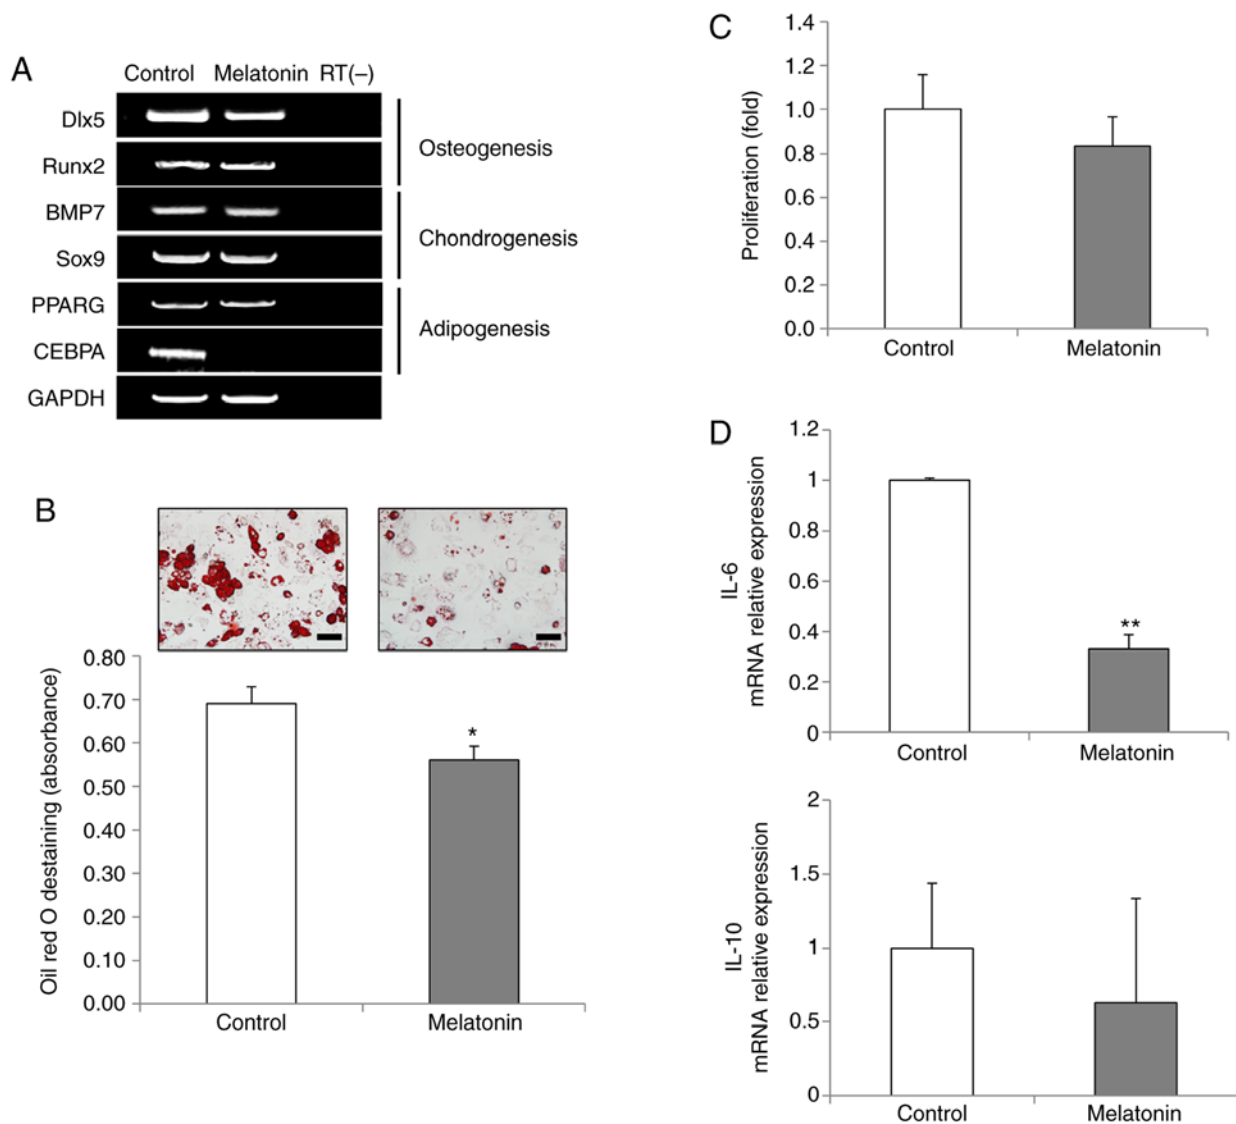 A
Control Melatonin RT(–)
Dlx5
Runx2
Osteogenesis
BMP7
Sox9
Chondrogenesis
PPARG
CEBPA
Adipogenesis
GAPDH
B
Oil red O destaining (absorbance)
0.80
0.70
*
0.60
0.50
0.40
0.30
0.20
0.10
0.00
Control Melatonin
C
Proliferation (fold)
1.4
1.2
1.0
0.8
0.6
0.4
0.2
0.0
Control Melatonin
D
IL-6
mRNA relative expression
1.2
1
0.8
0.6
0.4
**
0.2
0
Control Melatonin
IL-10
mRNA relative expression
2
1.5
1
0.5
0
Control Melatonin